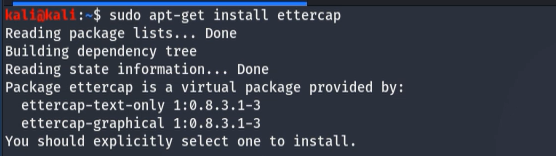 kali@kali:~$ sudo apt-get install ettercap
Reading package lists... Done
Building dependency tree
Reading state information... Done
Package ettercap is a virtual package provided by:
  ettercap-text-only 1:0.8.3.1-3
  ettercap-graphical 1:0.8.3.1-3
You should explicitly select one to install.